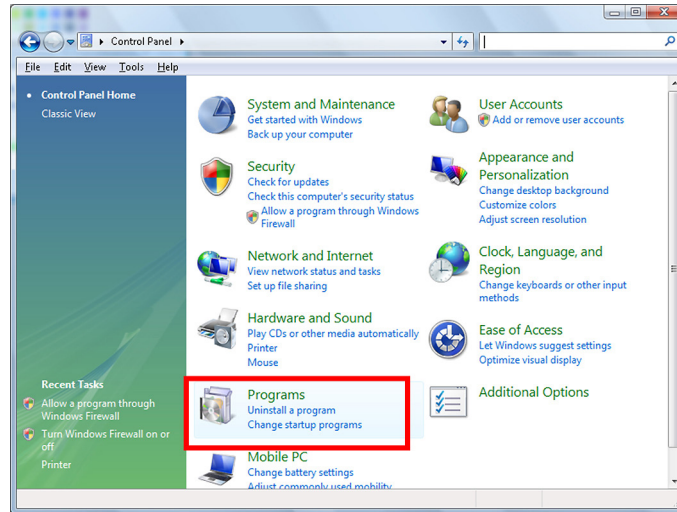 Control Panel
File Edit View Tools Help
Control Panel Home
Classic View
System and Maintenance
Get started with Windows
Back up your computer
Security
Check for updates
Check this computer's security status
Allow a program through Windows
Firewall
Network and Internet
View network status and tasks
Set up file sharing
Hardware and Sound
Play CDs or other media automatically
Printer
Mouse
Programs
Uninstall a program
Change startup programs
Mobile PC
Change battery settings
Adjust commonly used mobility
User Accounts
Add or remove user accounts
Appearance and
Personalization
Change desktop background
Customize colors
Adjust screen resolution
Clock, Language, and
Region
Change keyboards or other input
methods
Ease of Access
Let Windows suggest settings
Optimize visual display
Additional Options
Recent Tasks
Allow a program through
Windows Firewall
Turn Windows Firewall on or
off
Printer